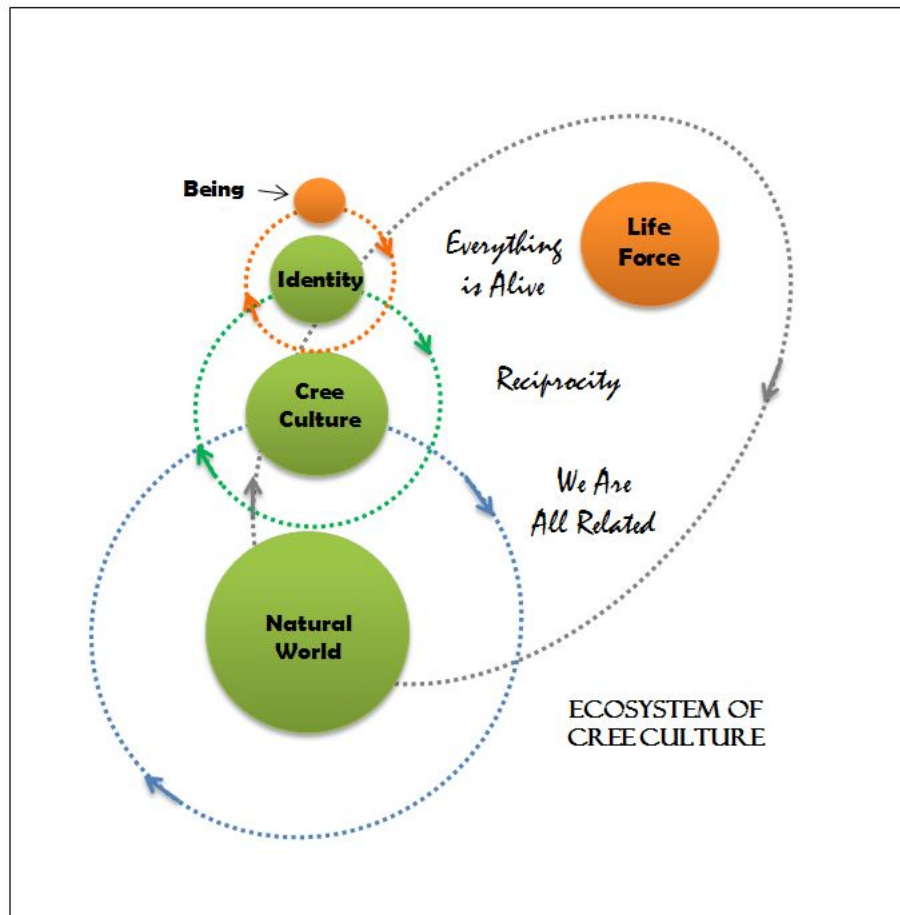 Being
Identity
Life
Force
Everything
is Alive
Cree
Culture
Reciprocity
We Are
All Related
Natural
World
ECOSYSTEM OF
CREE CULTURE